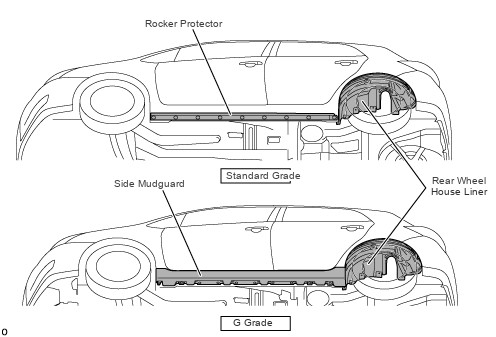 Rocker Protector
Standard Grade
Side Mudguard
Rear Wheel
House Liner
G Grade
o